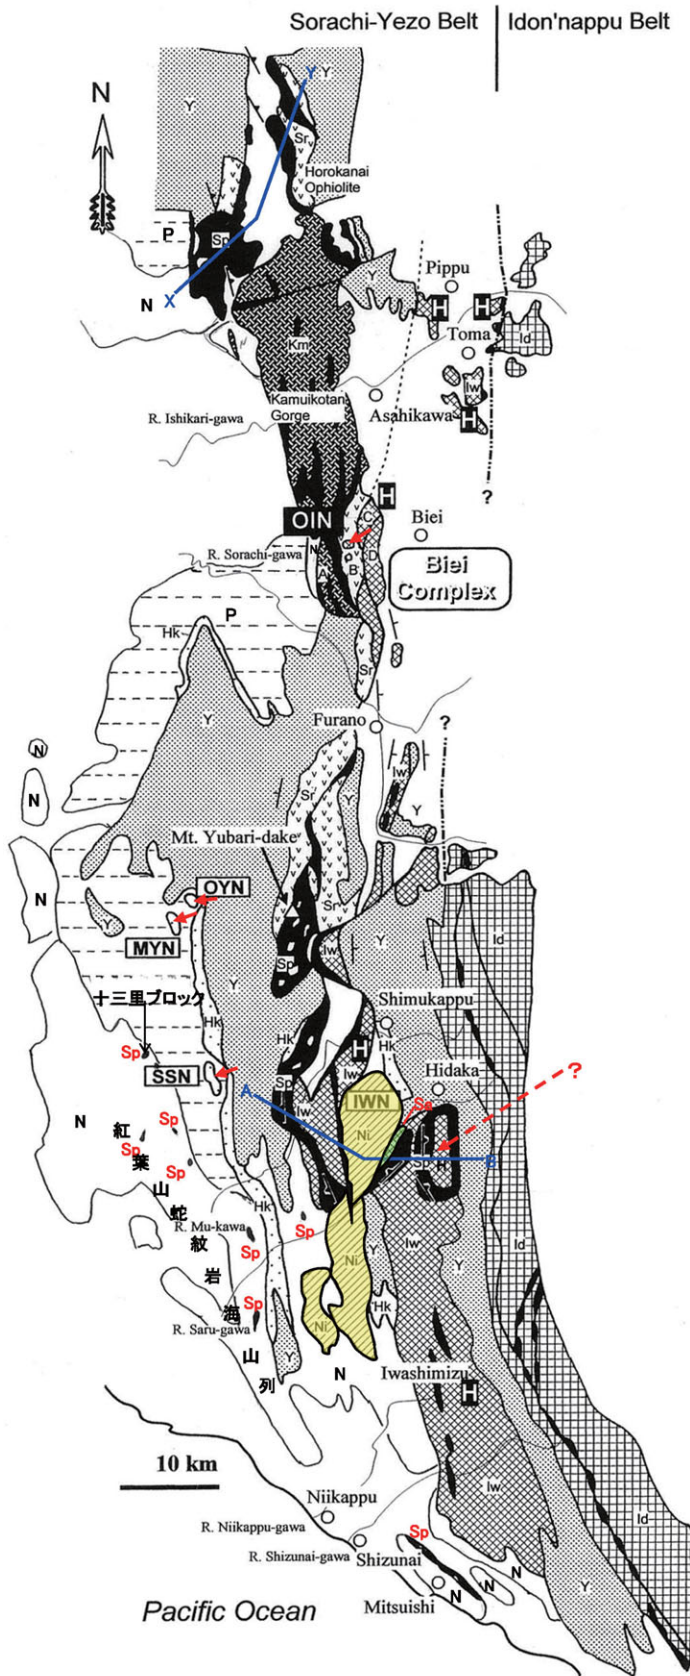 Sorachi-Yezo Belt
Idon'nappu Belt
N
Y
Y
Y
Sr
Horokanai
Ophiolite
P
Sp
X
N
Y
Pippu
H
H
Toma
Id
Km
Iw
Kamuikotan
Gorge
R. Ishikari-gawa
Asahikawa
H
?
H
OIN
Biei
C
N
R. Sorachi-gawa
A
B
D
Biei
Complex
P
Hk
Sr
Y
Furano
?
N
N
Iw
Sr
Y
Y
Mt. Yubari-dake
N
OYN
Y
MYN
Sr
Iw
Y
Id
Sp
Y
十三里ブロック
Hk
Shimukappu
Sp
Hk
H
SSN
Iw
Hidaka
?
Sp
A
IWN
Sa
N
紅
Iw
Ni
Sp
Sp
H
B
葉
Sp
山
蛇
Hk
R. Mu-kawa
Sp
Id
紋
Sp
Ni
Y
Iw
Y
岩
Sp
海
Hk
R. Saru-gawa
Ni
山
Y
列
N
Iwashimizu
H
10 km
Iw
Niikappu
R. Niikappu-gawa
Sp
Id
R. Shizunai-gawa
Shizunai
N
N
N
Y
Mitsuishi
Pacific Ocean